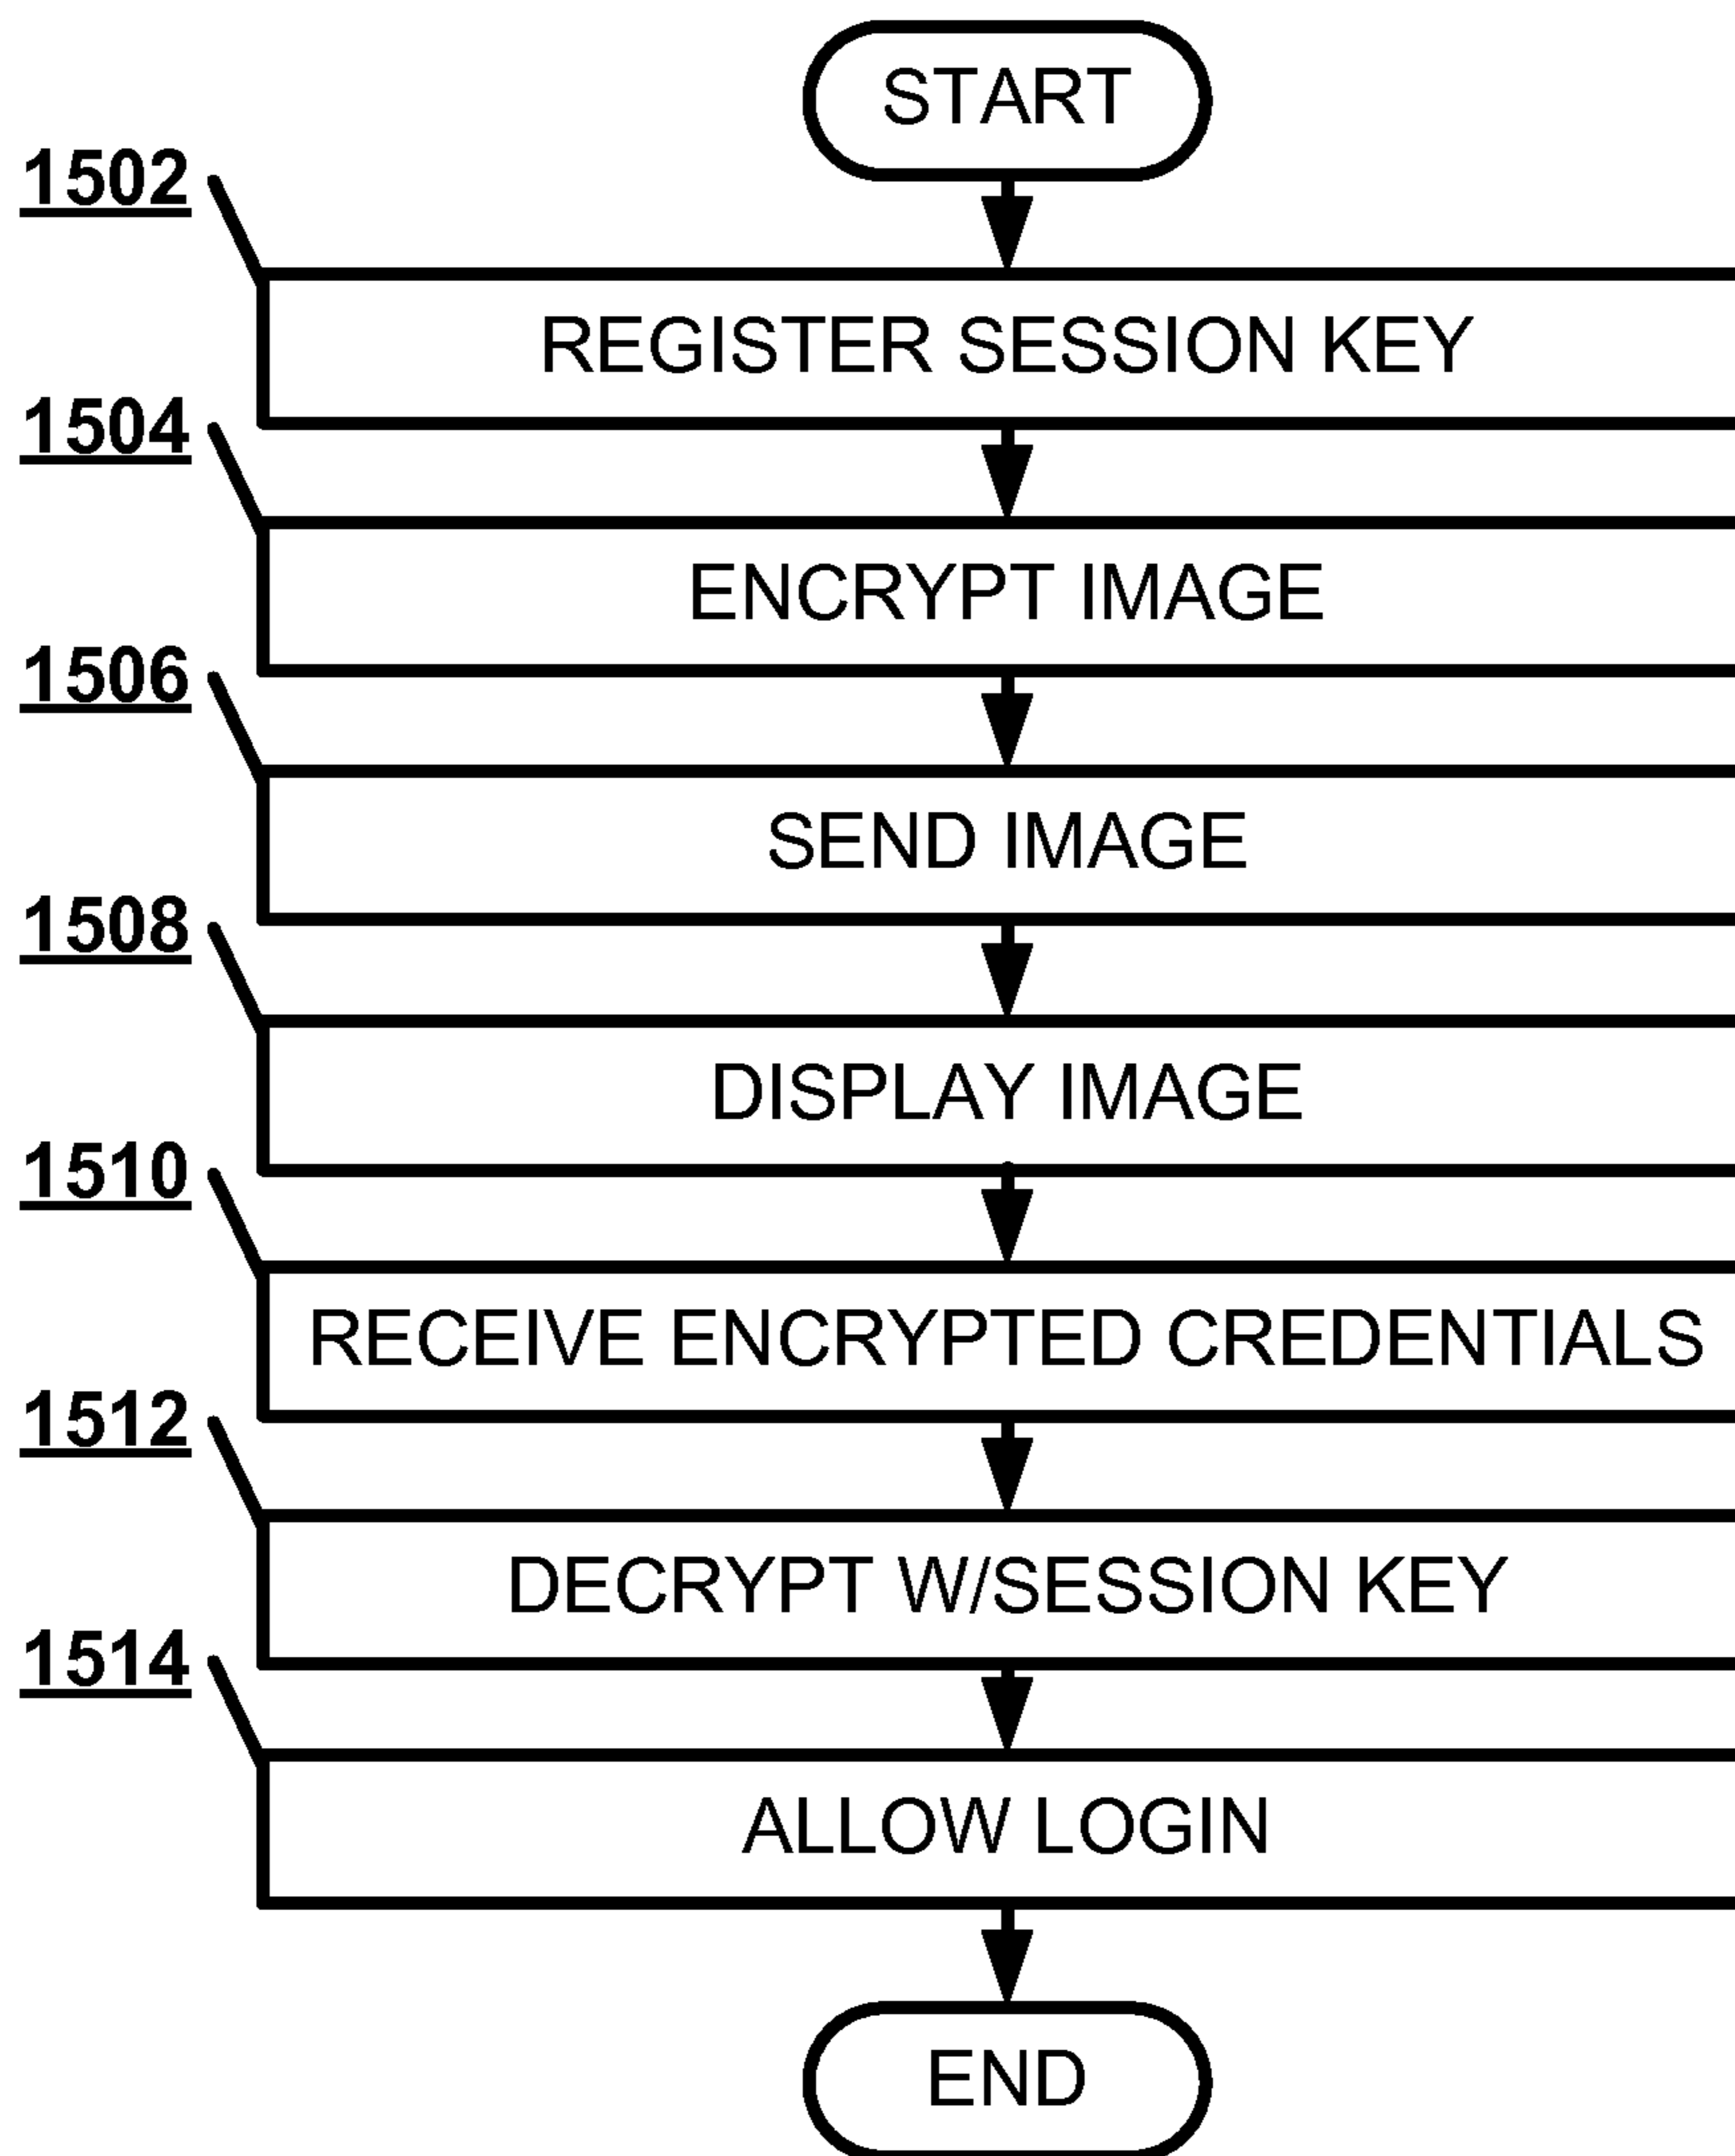 START
1502
REGISTER SESSION KEY
1504
ENCRYPT IMAGE
1506
SEND IMAGE
1508
DISPLAY IMAGE
1510
RECEIVE ENCRYPTED CREDENTIALS
1512
DECRYPT W/SESSION KEY
1514
ALLOW LOGIN
END